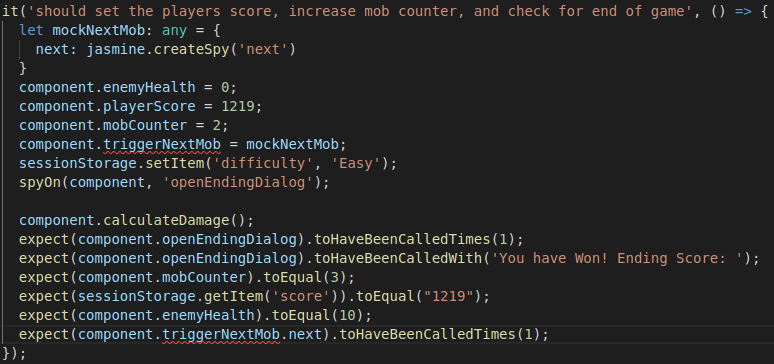 it('should set the players score, increase mob counter, and check for end of game', () => {
let mockNextMob: any = {
next: jasmine.createSpy('next')
}
component.enemyHealth = 0;
component.playerScore = 1219;
component.mobCounter = 2;
component.triggerNextMob = mockNextMob;
sessionStorage.setItem('difficulty', 'Easy');
spyOn(component, 'openEndingDialog');
component.calculateDamage();
expect(component.openEndingDialog).toHaveBeenCalledTimes(1);
expect(component.openEndingDialog).toHaveBeenCalledWith('You have Won! Ending Score: ');
expect(component.mobCounter).toEqual(3);
expect(sessionStorage.getItem('score')).toEqual("1219");
expect(component.enemyHealth).toEqual(10);
expect(component.triggerNextMob.next).toHaveBeenCalledTimes(1);
});